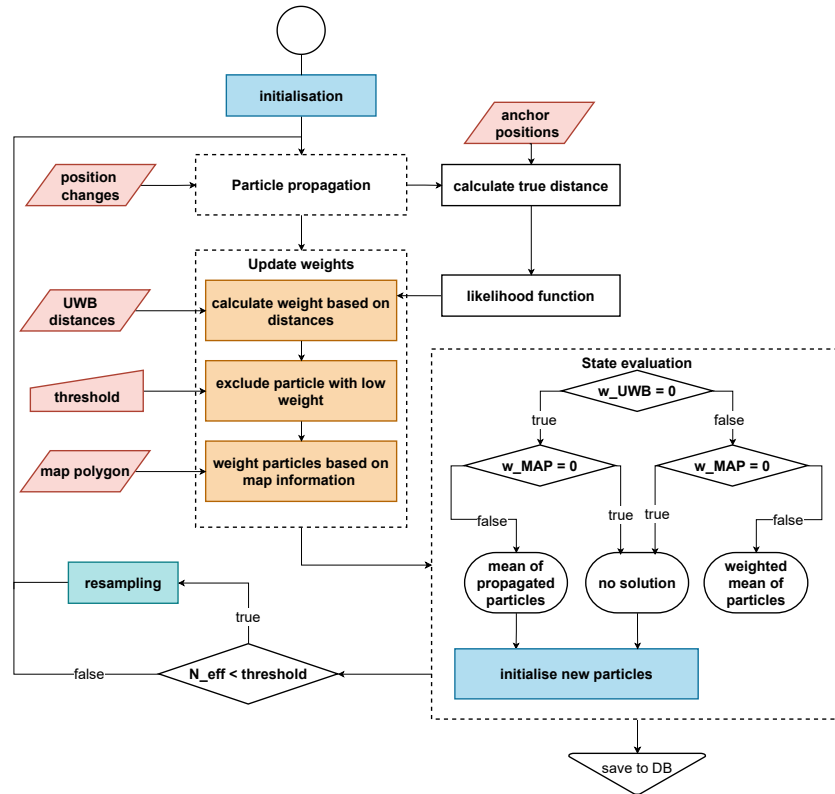 initialisation
anchor
positions
position
changes
Particle propagation
calculate true distance
Update weights
UWB
distances
calculate weight based on
distances
likelihood function
threshold
exclude particle with low
weight
map polygon
weight particles based on
map information
State evaluation
w_UWB = 0
true
false
w_MAP = 0
w_MAP = 0
false
true
true
false
mean of
propagated
particles
no solution
weighted
mean of
particles
resampling
true
false
N_eff < threshold
initialise new particles
save to DB